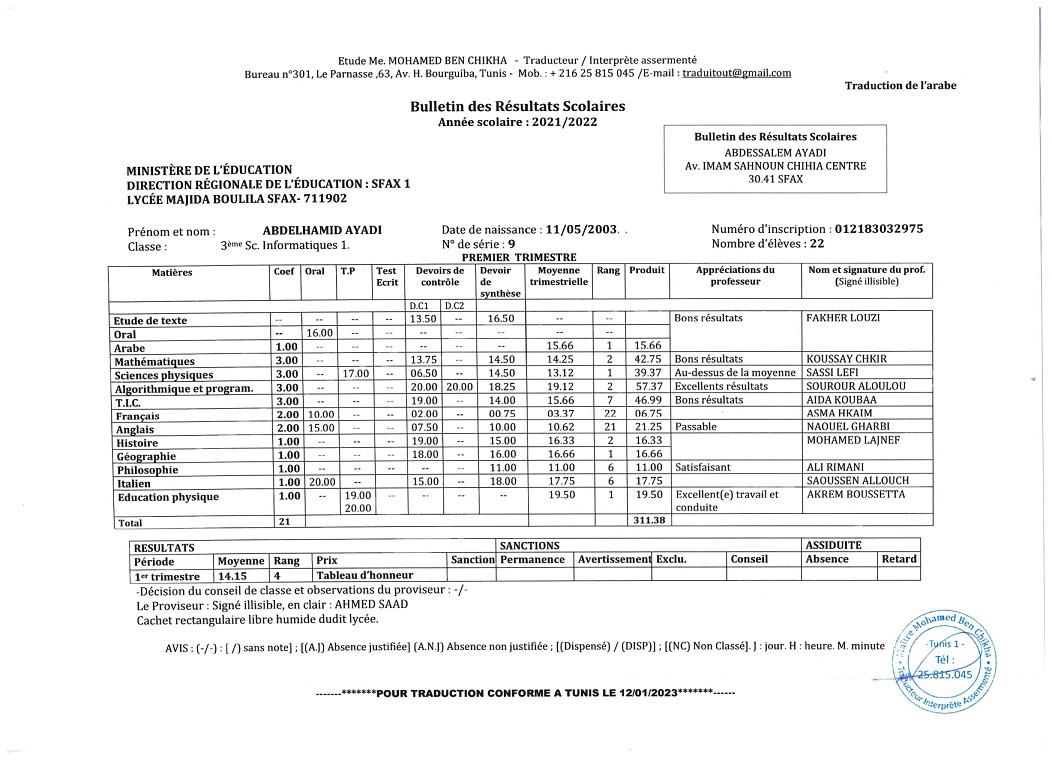 Etude Me. MOHAMED BEN CHIKHA - Traducteur / Interprète assermenté
Bureau n°301, Le Parnasse ,63, Av. H. Bourguiba, Tunis - Mob. : + 216 25 815 045 /E-mail : traduitout@gmail.com
Traduction de l'arabe
Bulletin des Résultats Scolaires
Année scolaire : 2021/2022
Bulletin des Résultats Scolaires
ABDESSALEM AYADI
Av. IMAM SAHNOUN CHIHIA CENTRE
30.41 SFAX
MINISTÈRE DE L'ÉDUCATION
DIRECTION RÉGIONALE DE L'ÉDUCATION : SFAX 1
LYCÉE MAJIDA BOULILA SFAX- 711902
Prénom et nom : ABDELHAMID AYADI Date de naissance : 11/05/2003. . Numéro d'inscription : 012183032975
Classe : 3ème Sc. Informatiques 1. N° de série : 9 Nombre d'élèves : 22
PREMIER TRIMESTRE
Matières Coef Oral T.P Test Ecrit Devoirs de contrôle Devoir de synthèse Moyenne trimestrielle Rang Produit Appréciations du professeur Nom et signature du prof. (Signé illisible)
D.C1 D.C2
Etude de texte -- -- -- -- 13.50 -- 16.50 -- -- Bons résultats FAKHER LOUZI
Oral -- 16.00 -- -- -- -- -- -- --
Arabe 1.00 -- -- -- -- -- -- 15.66 1 15.66
Mathématiques 3.00 -- -- -- 13.75 -- 14.50 14.25 2 42.75 Bons résultats KOUSSAY CHKIR
Sciences physiques 3.00 -- 17.00 -- 06.50 -- 14.50 13.12 1 39.37 Au-dessus de la moyenne SASSI LEFI
Algorithmique et program. 3.00 -- -- -- 20.00 20.00 18.25 19.12 2 57.37 Excellents résultats SOUROUR ALOULOU
T.I.C. 3.00 -- -- -- 19.00 -- 14.00 15.66 7 46.99 Bons résultats AIDA KOUBAA
Français 2.00 10.00 -- -- 02.00 -- 00.75 03.37 22 06.75 ASMA HKAIM
Anglais 2.00 15.00 -- -- 07.50 -- 10.00 10.62 21 21.25 Passable NAOUEL GHARBI
Histoire 1.00 -- -- -- 19.00 -- 15.00 16.33 2 16.33 MOHAMED LAJNEF
Géographie 1.00 -- -- -- 18.00 -- 16.00 16.66 1 16.66
Philosophie 1.00 -- -- -- -- -- 11.00 11.00 6 11.00 Satisfaisant ALI RIMANI
Italien 1.00 20.00 -- -- 15.00 -- 18.00 17.75 6 17.75 SAOUSSEN ALLOUCH
Education physique 1.00 -- 19.00 20.00 -- -- -- -- 19.50 1 19.50 Excellent(e) travail et conduite AKREM BOUSSETTA
Total 21 311.38
RESULTATS SANCTIONS ASSIDUITE
Période Moyenne Rang Prix Sanction Permanence Avertissement Exclu. Conseil Absence Retard
1er trimestre 14.15 4 Tableau d'honneur
-Décision du conseil de classe et observations du proviseur : -/-
Le Proviseur : Signé illisible, en clair : AHMED SAAD
Cachet rectangulaire libre humide dudit lycée.
AVIS : (-/-) : [ /) sans note] ; [(A.J) Absence justifiée] (A.N.J) Absence non justifiée ; [(Dispensé) / (DISP)] ; [(NC) Non Classé]. J : jour. H : heure. M. minute
Maître Mohamed Ben Chikha
-Tunis 1 -
Tél :
25.815.045
Traducteur Interprète Assermenté
-------*******POUR TRADUCTION CONFORME A TUNIS LE 12/01/2023*******------